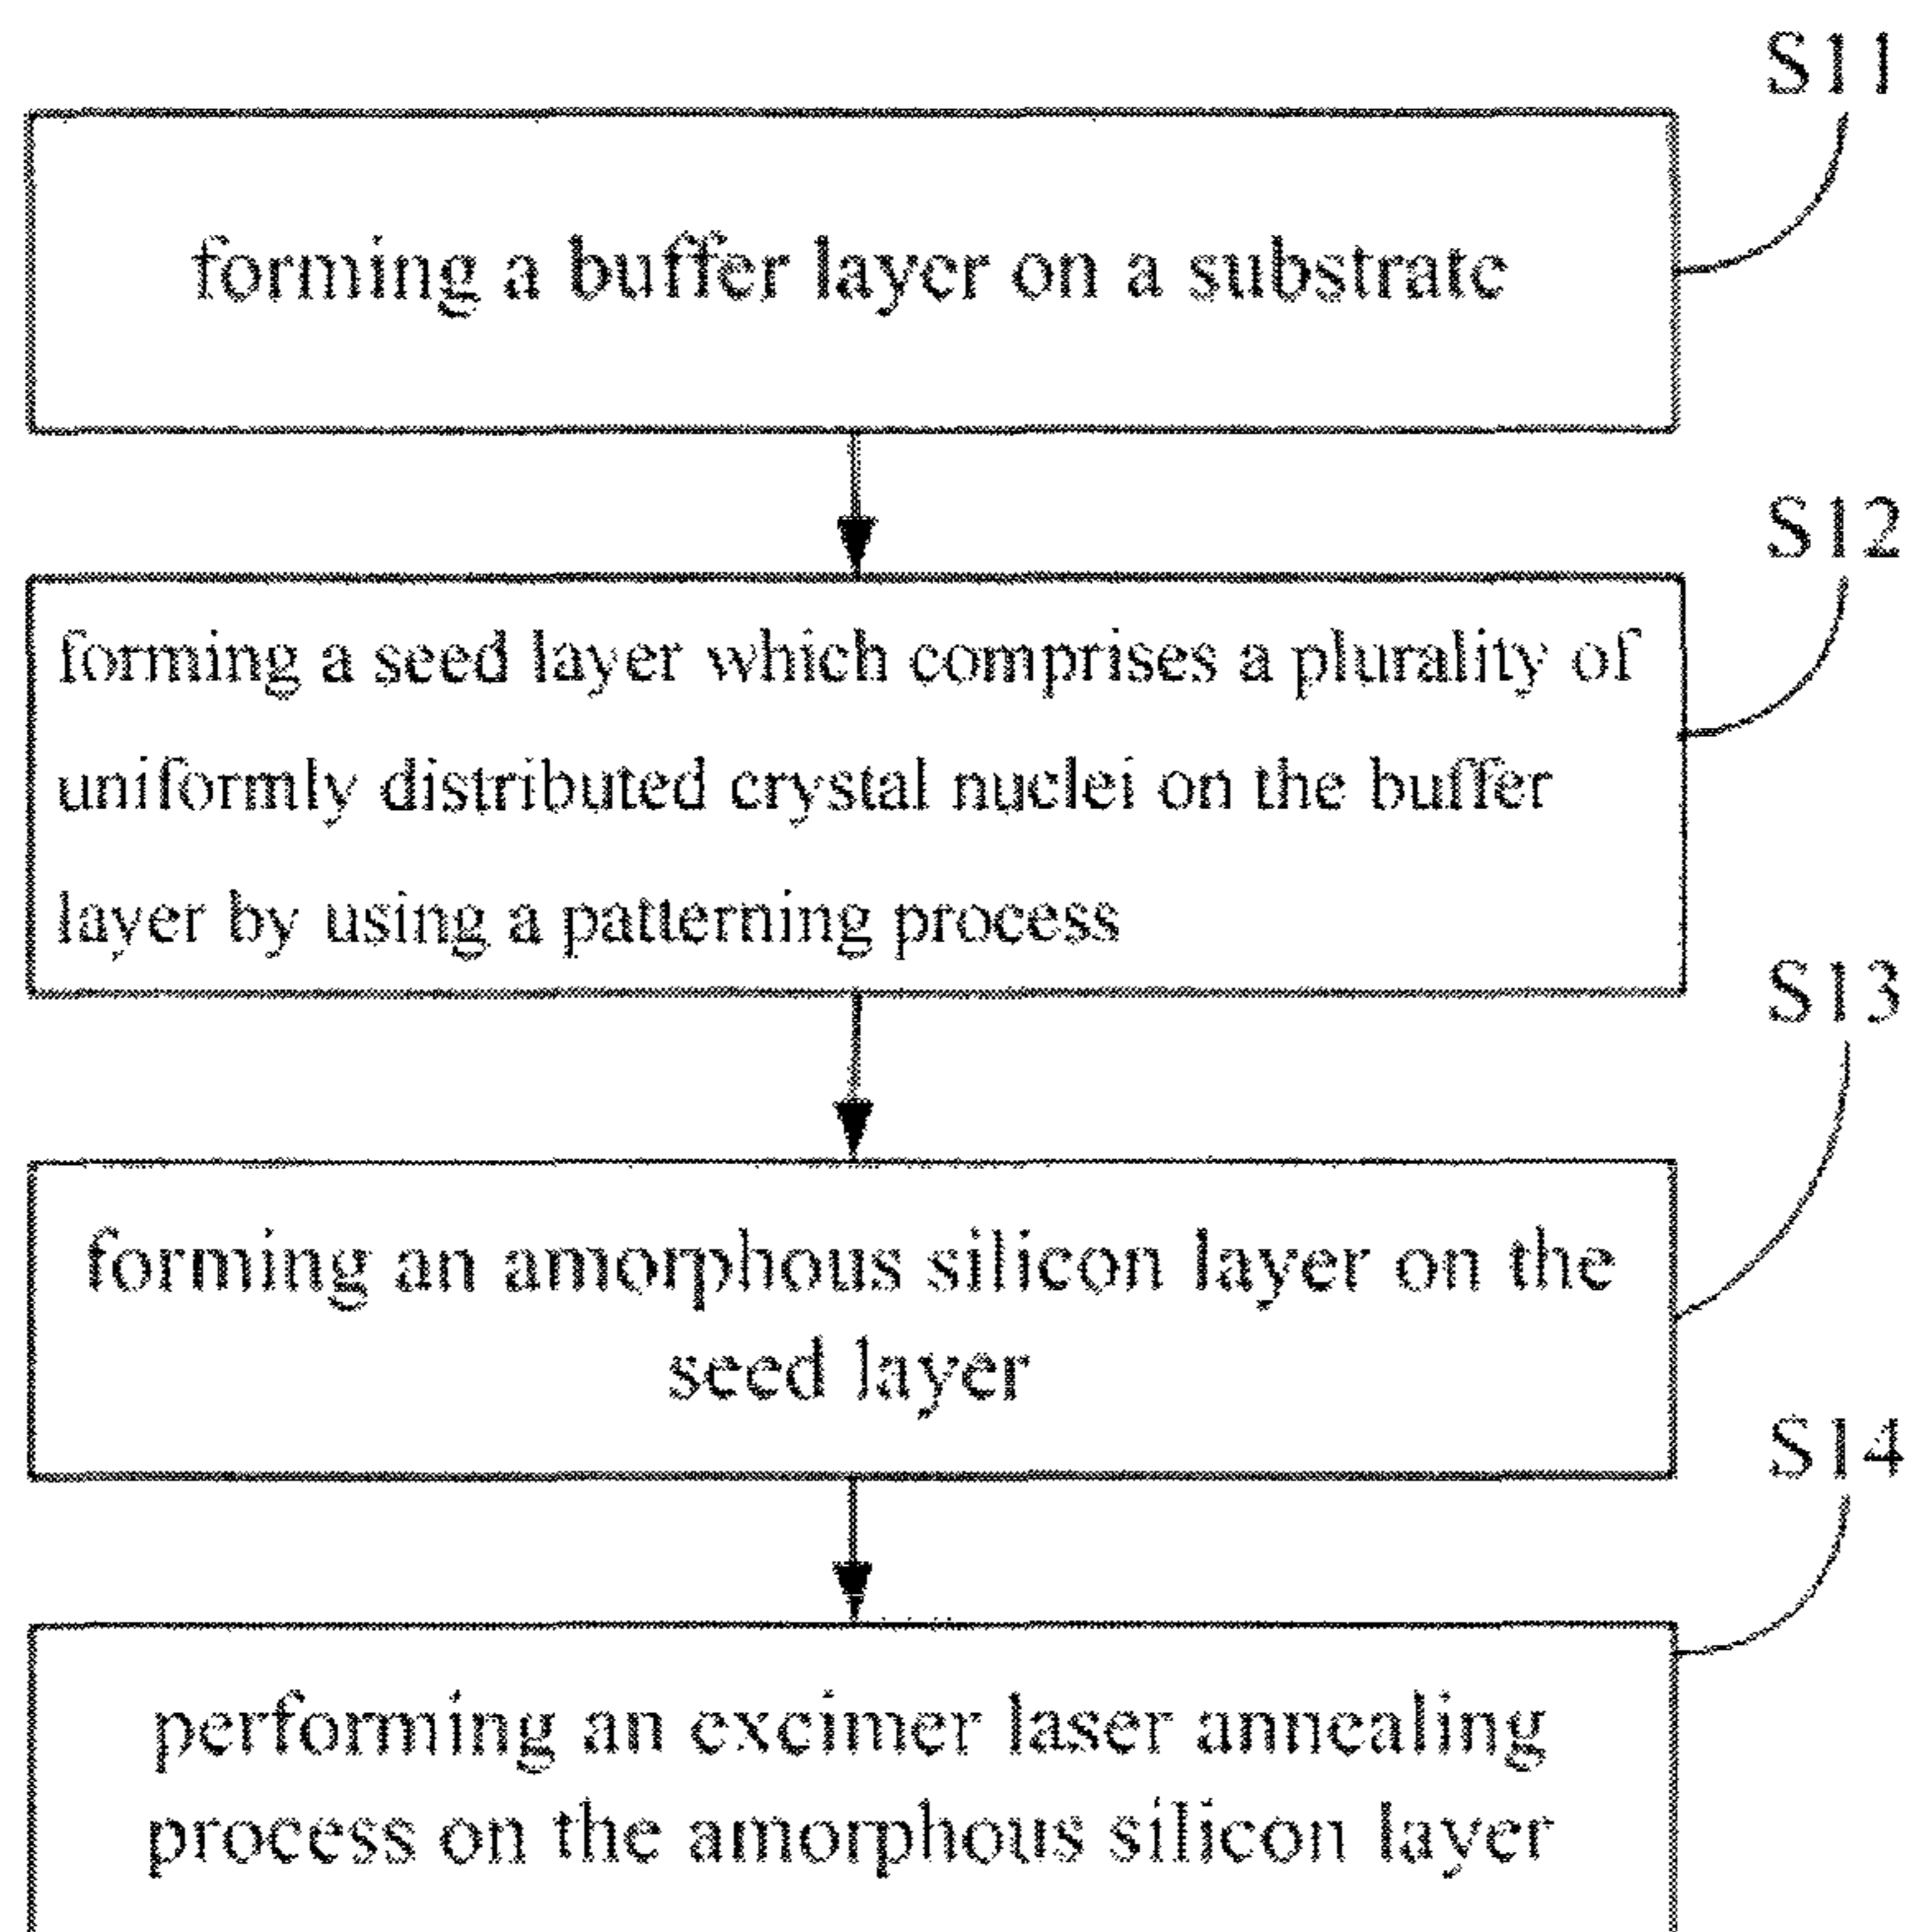 S11
forming a buffer layer on a substrate
S12
forming a seed layer which comprises a plurality of
uniformly distributed crystal nuclei on the buffer
layer by using a patterning process
S13
forming an amorphous silicon layer on the
seed layer
S14
performing an excimer laser annealing
process on the amorphous silicon layer